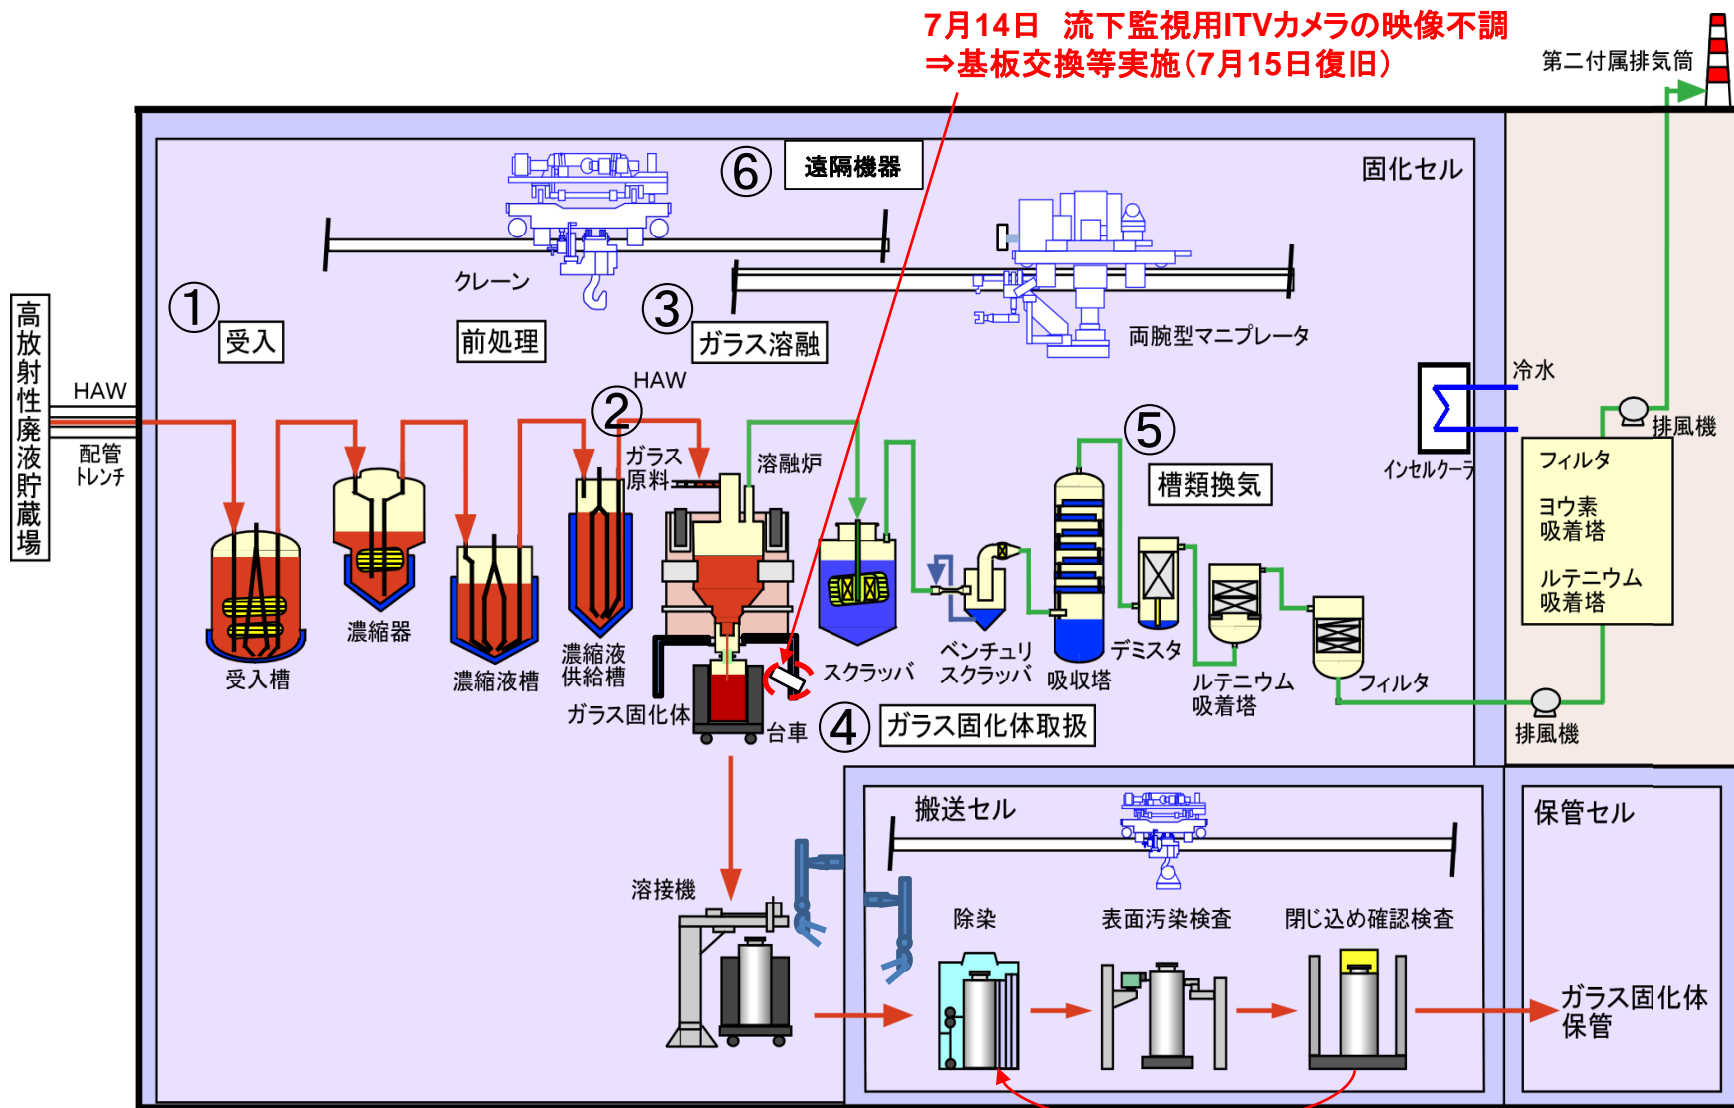 7月14日　流下監視用ITVカメラの映像不調
⇒基板交換等実施（7月15日復旧）
第二付属排気筒
⑥
遠隔機器
固化セル
クレーン
両腕型マニプレータ
高放射性廃液貯蔵場
HAW
配管
トレンチ
①
受入
前処理
③
ガラス溶融
HAW
②
ガラス
原料
溶融炉
⑤
槽類換気
冷水
インセルクーラ
排風機
フィルタ
ヨウ素
吸着塔
ルテニウム
吸着塔
受入槽
濃縮器
濃縮液槽
濃縮液
供給槽
ガラス固化体
台車
スクラッバ
ベンチュリ
スクラッバ
吸収塔
デミスタ
ルテニウム
吸着塔
フィルタ
排風機
④
ガラス固化体取扱
搬送セル
保管セル
溶接機
除染
表面汚染検査
閉じ込め確認検査
ガラス固化体
保管